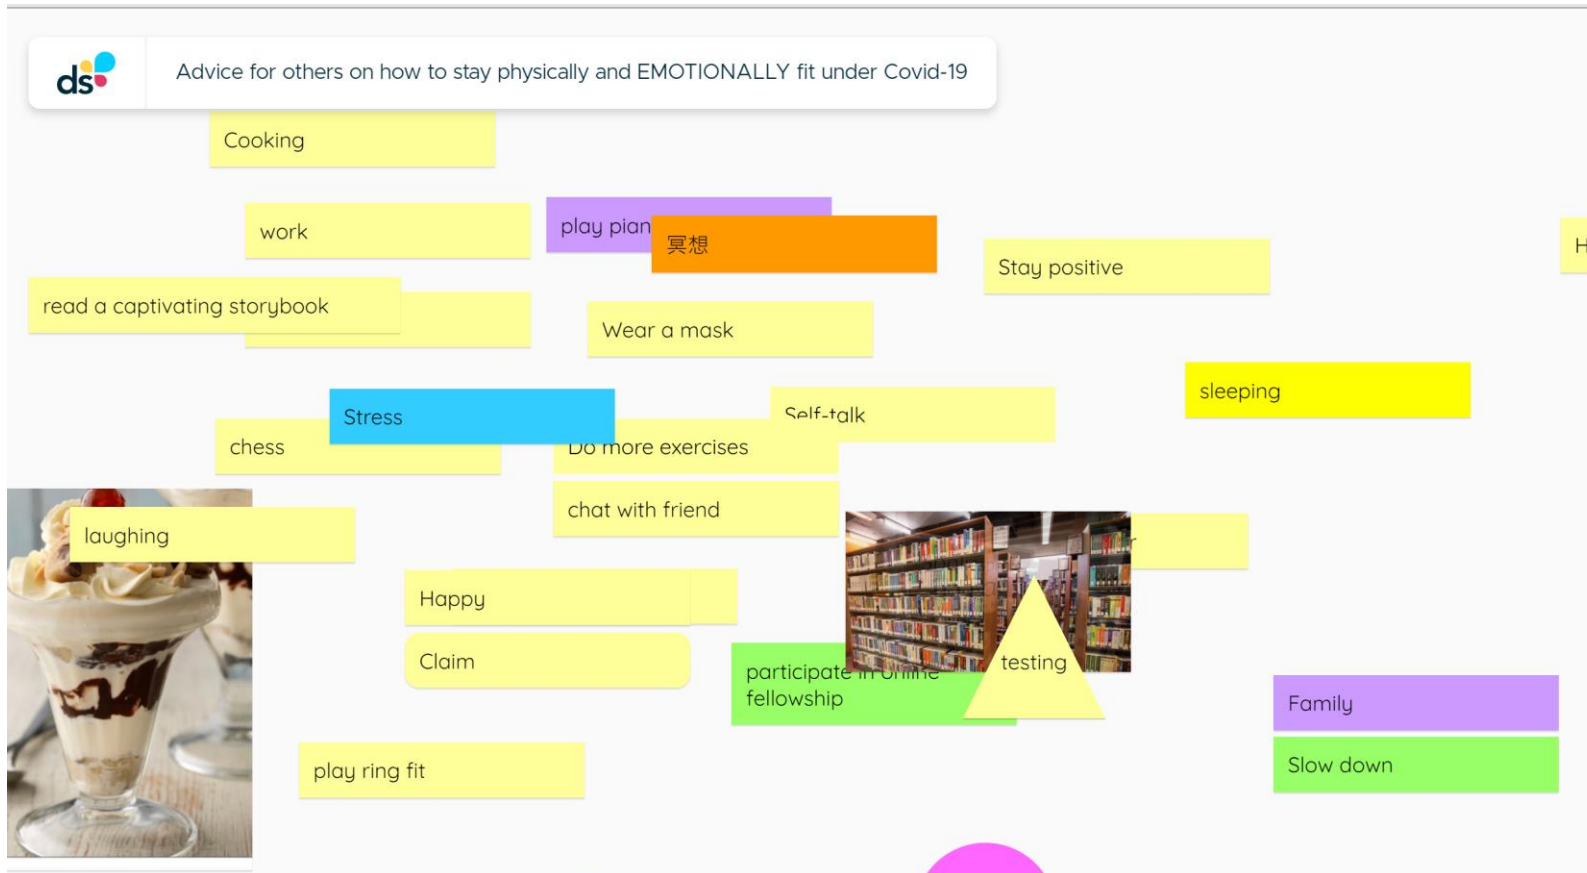 ds
Advice for others on how to stay physically and EMOTIONALLY fit under Covid-19
Cooking
work
play pian
冥想
Stay positive
H
read a captivating storybook
Wear a mask
sleeping
Stress
Self-talk
chess
Do more exercises
chat with friend
laughing
r
Happy
Claim
participate in online
fellowship
testing
Family
Slow down
play ring fit